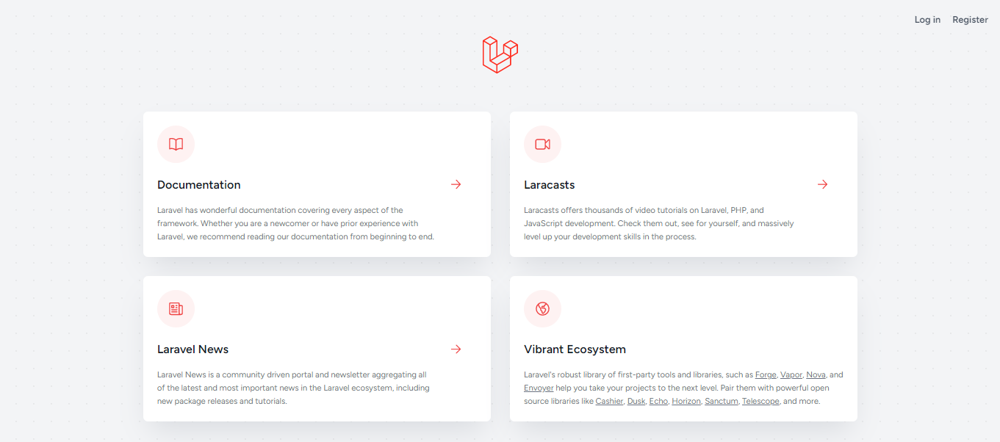 Log in Register
Documentation
Laravel has wonderful documentation covering every aspect of the
framework. Whether you are a newcomer or have prior experience with
Laravel, we recommend reading our documentation from beginning to end.
Laracasts
Laracasts offers thousands of video tutorials on Laravel, PHP, and
JavaScript development. Check them out, see for yourself, and massively
level up your development skills in the process.
Laravel News
Laravel News is a community driven portal and newsletter aggregating all
of the latest and most important news in the Laravel ecosystem, including
new package releases and tutorials.
Vibrant Ecosystem
Laravel's robust library of first-party tools and libraries, such as Forge, Vapor, Nova, and
Envoyer help you take your projects to the next level. Pair them with powerful open
source libraries like Cashier, Dusk, Echo, Horizon, Sanctum, Telescope, and more.